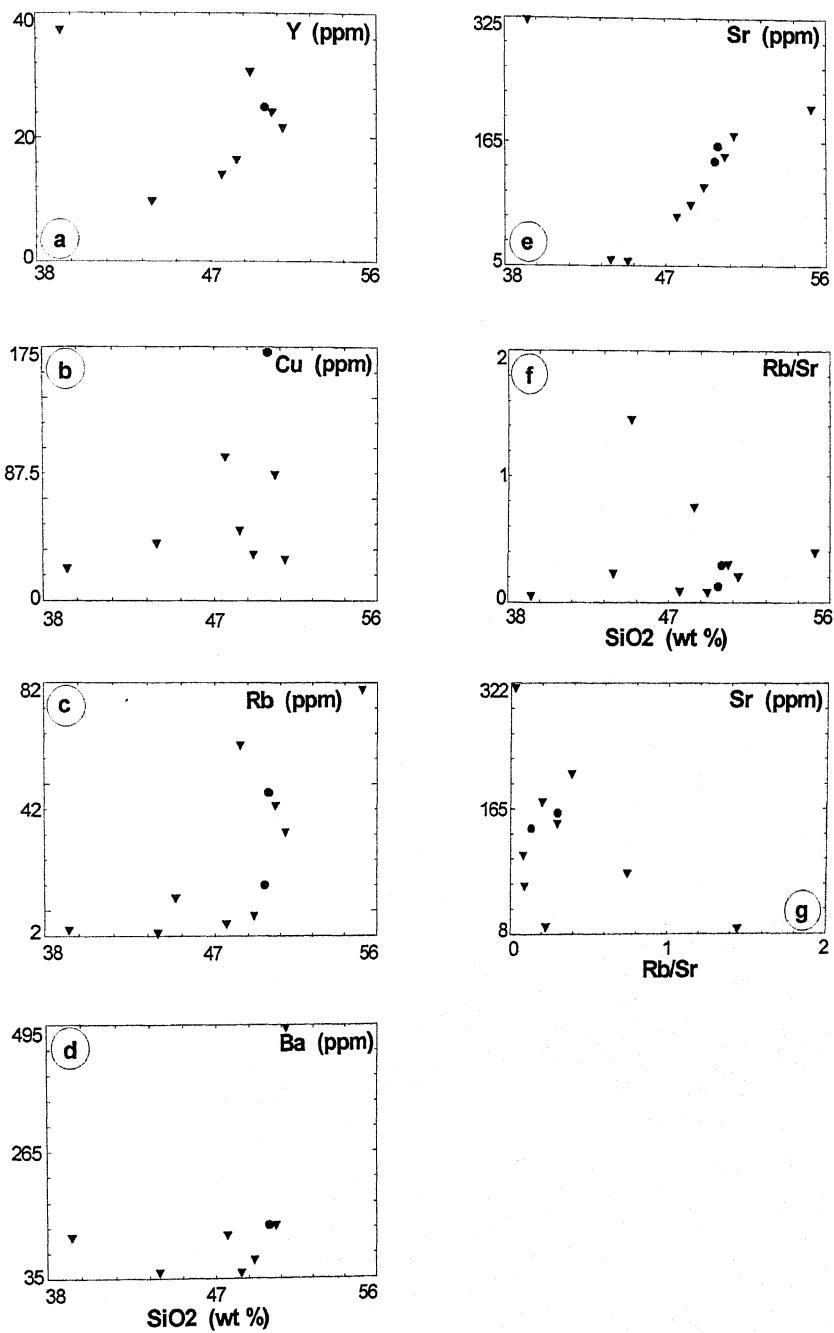 40
Y (ppm)
20
0
a
38
47
56
325
Sr (ppm)
165
5
e
38
47
56
175
b
Cu (ppm)
87.5
0
38
47
56
2
f
Rb/Sr
1
0
38
47
56
SiO2 (wt %)
82
c
Rb (ppm)
42
2
38
47
56
322
Sr (ppm)
165
8
g
0
1
2
Rb/Sr
495
d
Ba (ppm)
265
35
38
47
56
SiO2 (wt %)